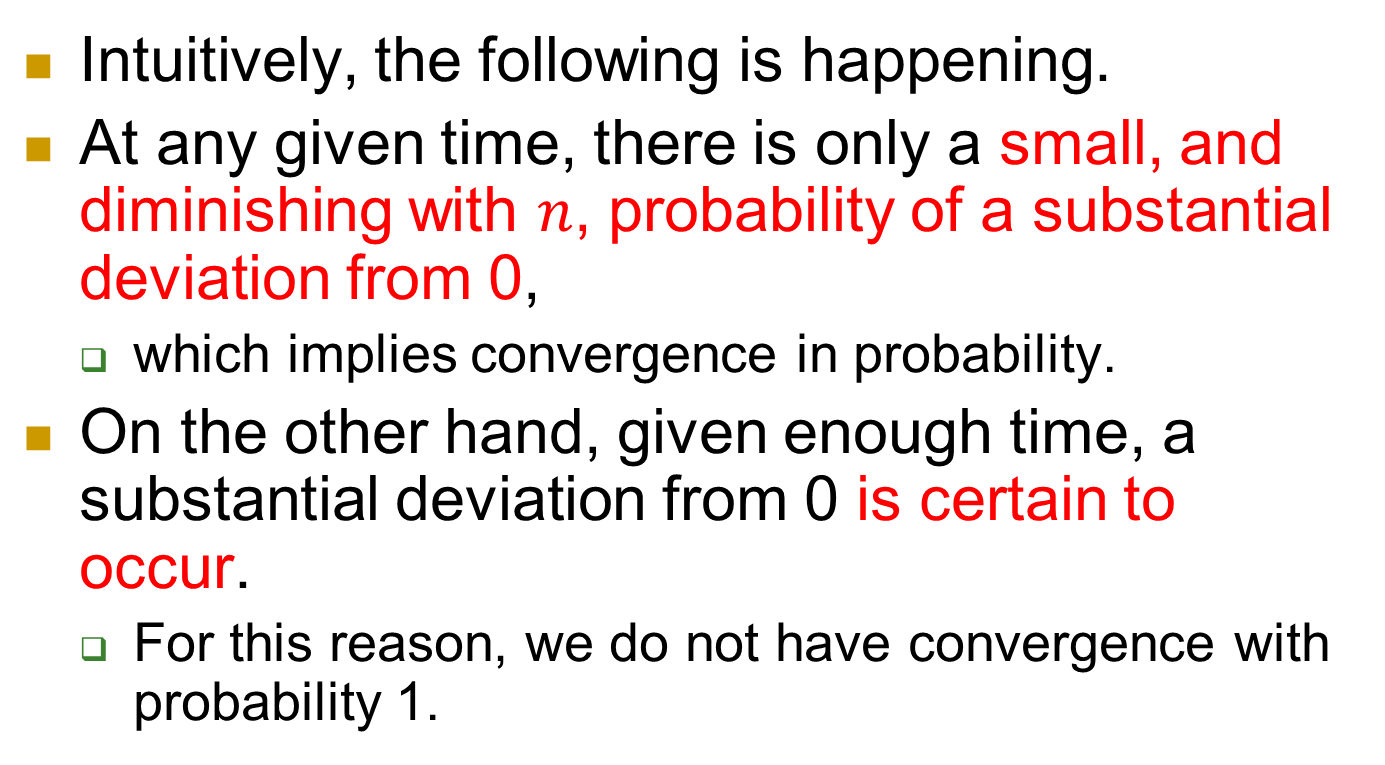 Intuitively, the following is happening.
At any given time, there is only a small, and
diminishing with n, probability of a substantial
deviation from 0,
which implies convergence in probability.
On the other hand, given enough time, a
substantial deviation from 0 is certain to
occur.
For this reason, we do not have convergence with
probability 1.